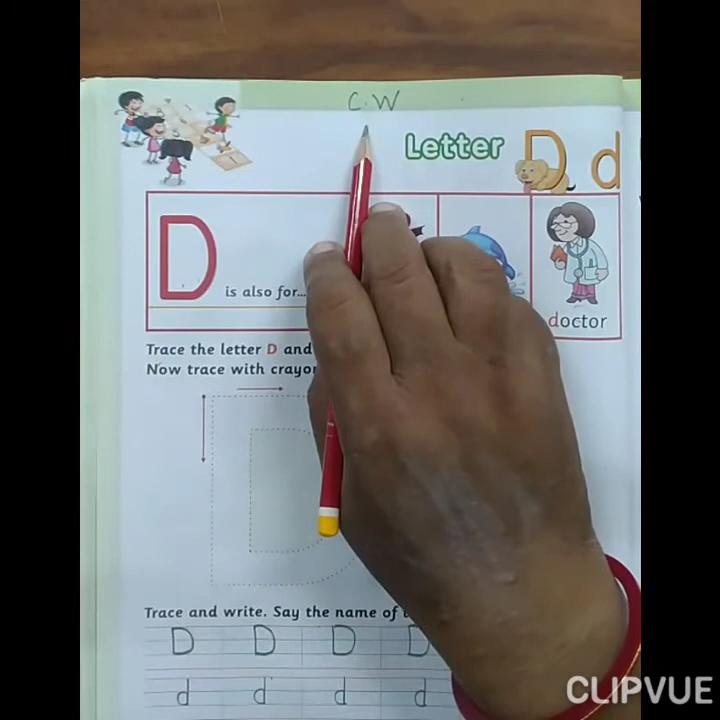 C.W
Letter D d
D is also for...
doctor
Trace the letter D and
Now trace with crayo
Trace and write. Say the name of
D D D D
d d d d
CLIPVUE